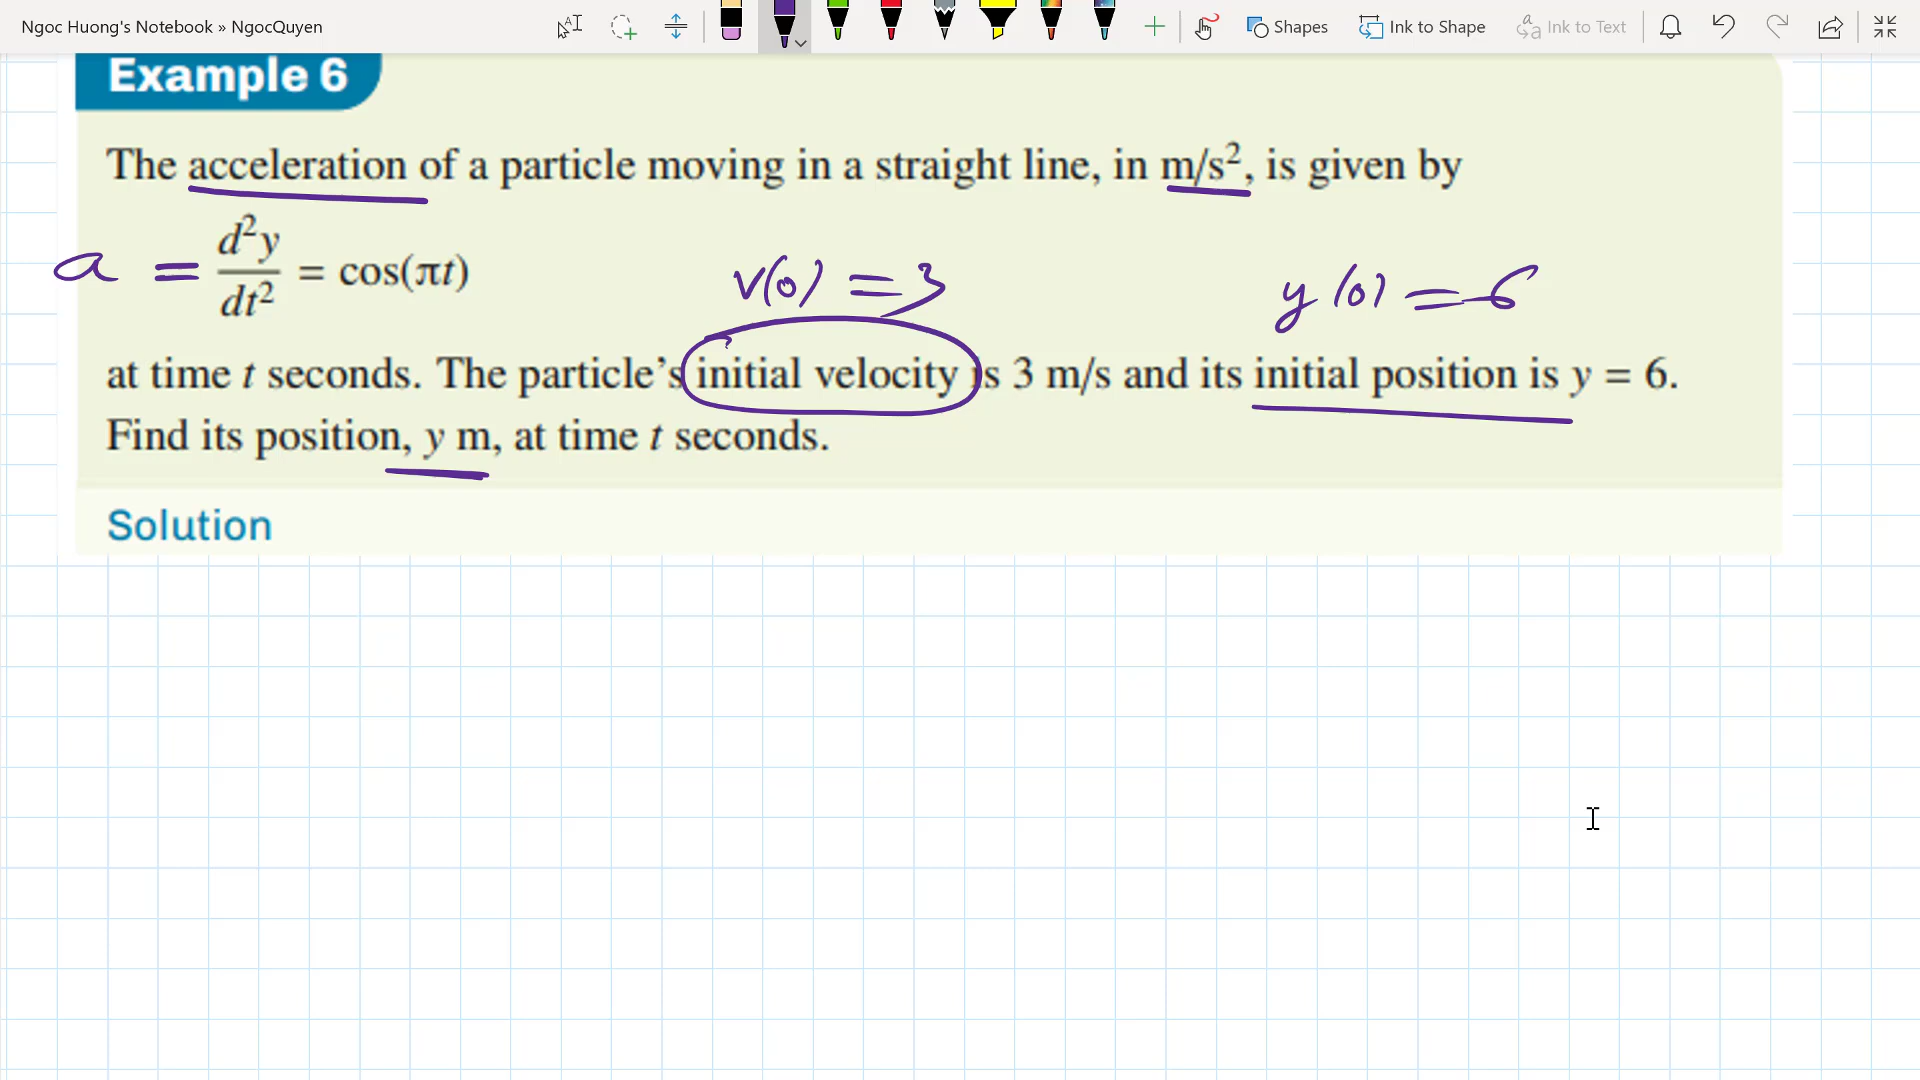 Ngoc Huong's Notebook » NgocQuyen
Shapes
Ink to Shape
Ink to Text
Example 6
The acceleration of a particle moving in a straight line, in m/s², is given by
a = d²y/dt² = cos(πt)
v(0) = 3
y(0) = 6
at time t seconds. The particle’s initial velocity is 3 m/s and its initial position is y = 6.
Find its position, y m, at time t seconds.
Solution